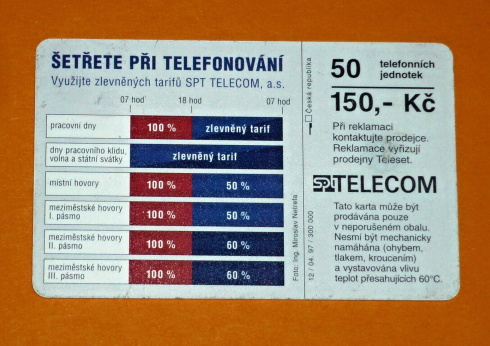 ŠETŘETE PŘI TELEFONOVÁNÍ
Využijte zlevněných tarifů SPT TELECOM, a.s.
07 hod 18 hod 07 hod
pracovní dny 100 % zlevněný tarif
dny pracovního klidu,
volna a státní svátky zlevněný tarif
místní hovory 100 % 50 %
meziměstské hovory
I. pásmo 100 % 50 %
meziměstské hovory
II. pásmo 100 % 60 %
meziměstské hovory
III. pásmo 100 % 60 %
Foto: Ing. Miroslav
12 / 04. 97 / 300 000
Česká republika
50 telefonních
jednotek
150,- Kč
Při reklamaci
kontaktujte prodejce.
Reklamace vyřizují
prodejny Teleset.
SPT TELECOM
Tato karta může být
prodávána pouze
v neporušeném obalu.
Nesmí být mechanicky
namáhána (ohybem,
tlakem, kroucením)
a vystavována vlivu
teplot přesahujících 60°C.